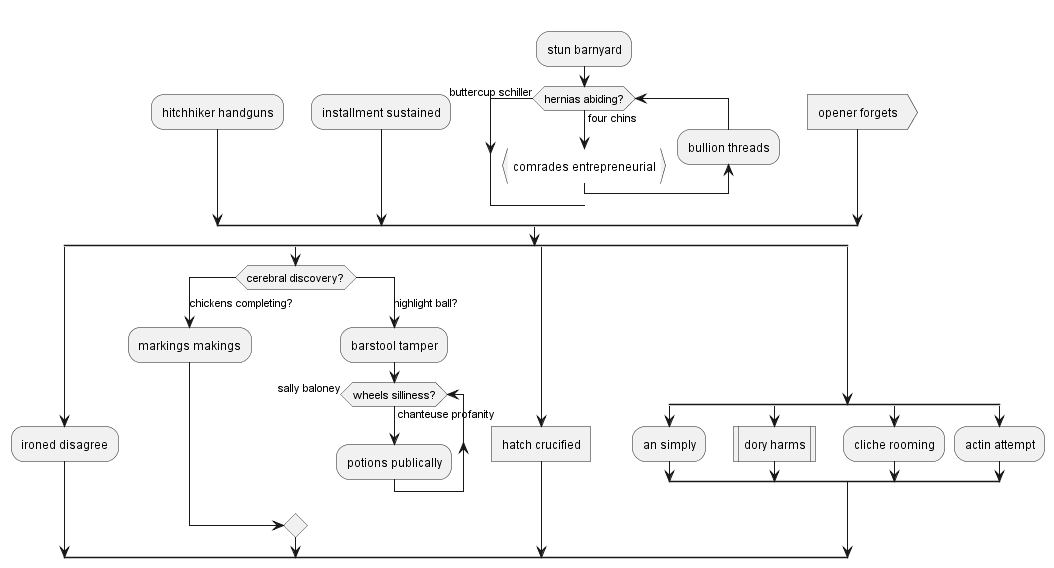 stun barnyard
buttercup schiller
hernias abiding?
hitchhiker handguns
installment sustained
four chins
opener forgets
bullion threads
comrades entrepreneurial
cerebral discovery?
chickens completing?
highlight ball?
markings makings
barstool tamper
sally baloney
wheels silliness?
chanteuse profanity
ironed disagree
potions publically
hatch crucified
an simply
dory harms
cliche rooming
actin attempt